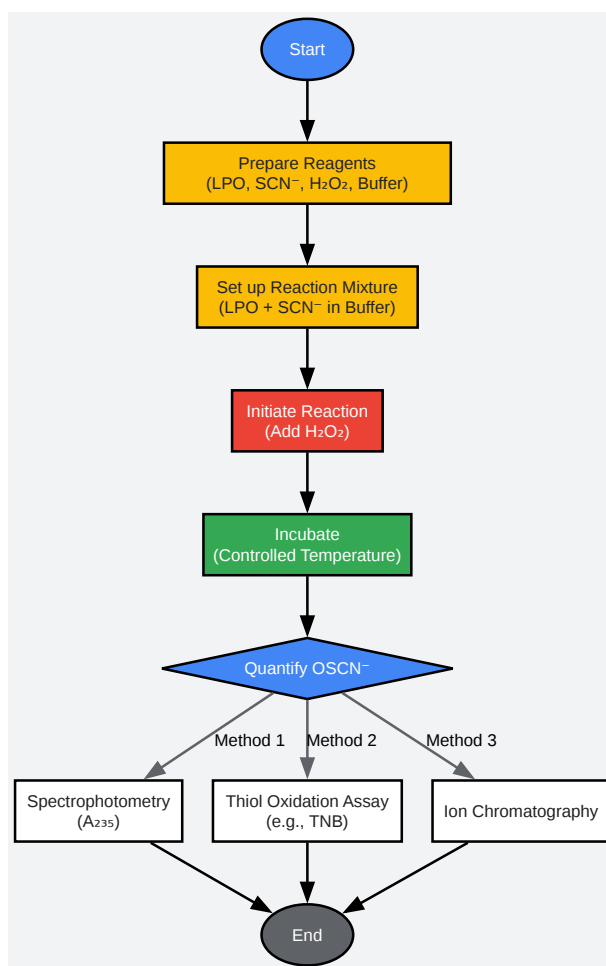 Start
Prepare Reagents
(LPO, SCN⁻, H₂O₂, Buffer)
Set up Reaction Mixture
(LPO + SCN⁻ in Buffer)
Initiate Reaction
(Add H₂O₂)
Incubate
(Controlled Temperature)
Quantify OSCN⁻
Method 1
Method 2
Method 3
Spectrophotometry
(A₂₃₅)
Thiol Oxidation Assay
(e.g., TNB)
Ion Chromatography
End